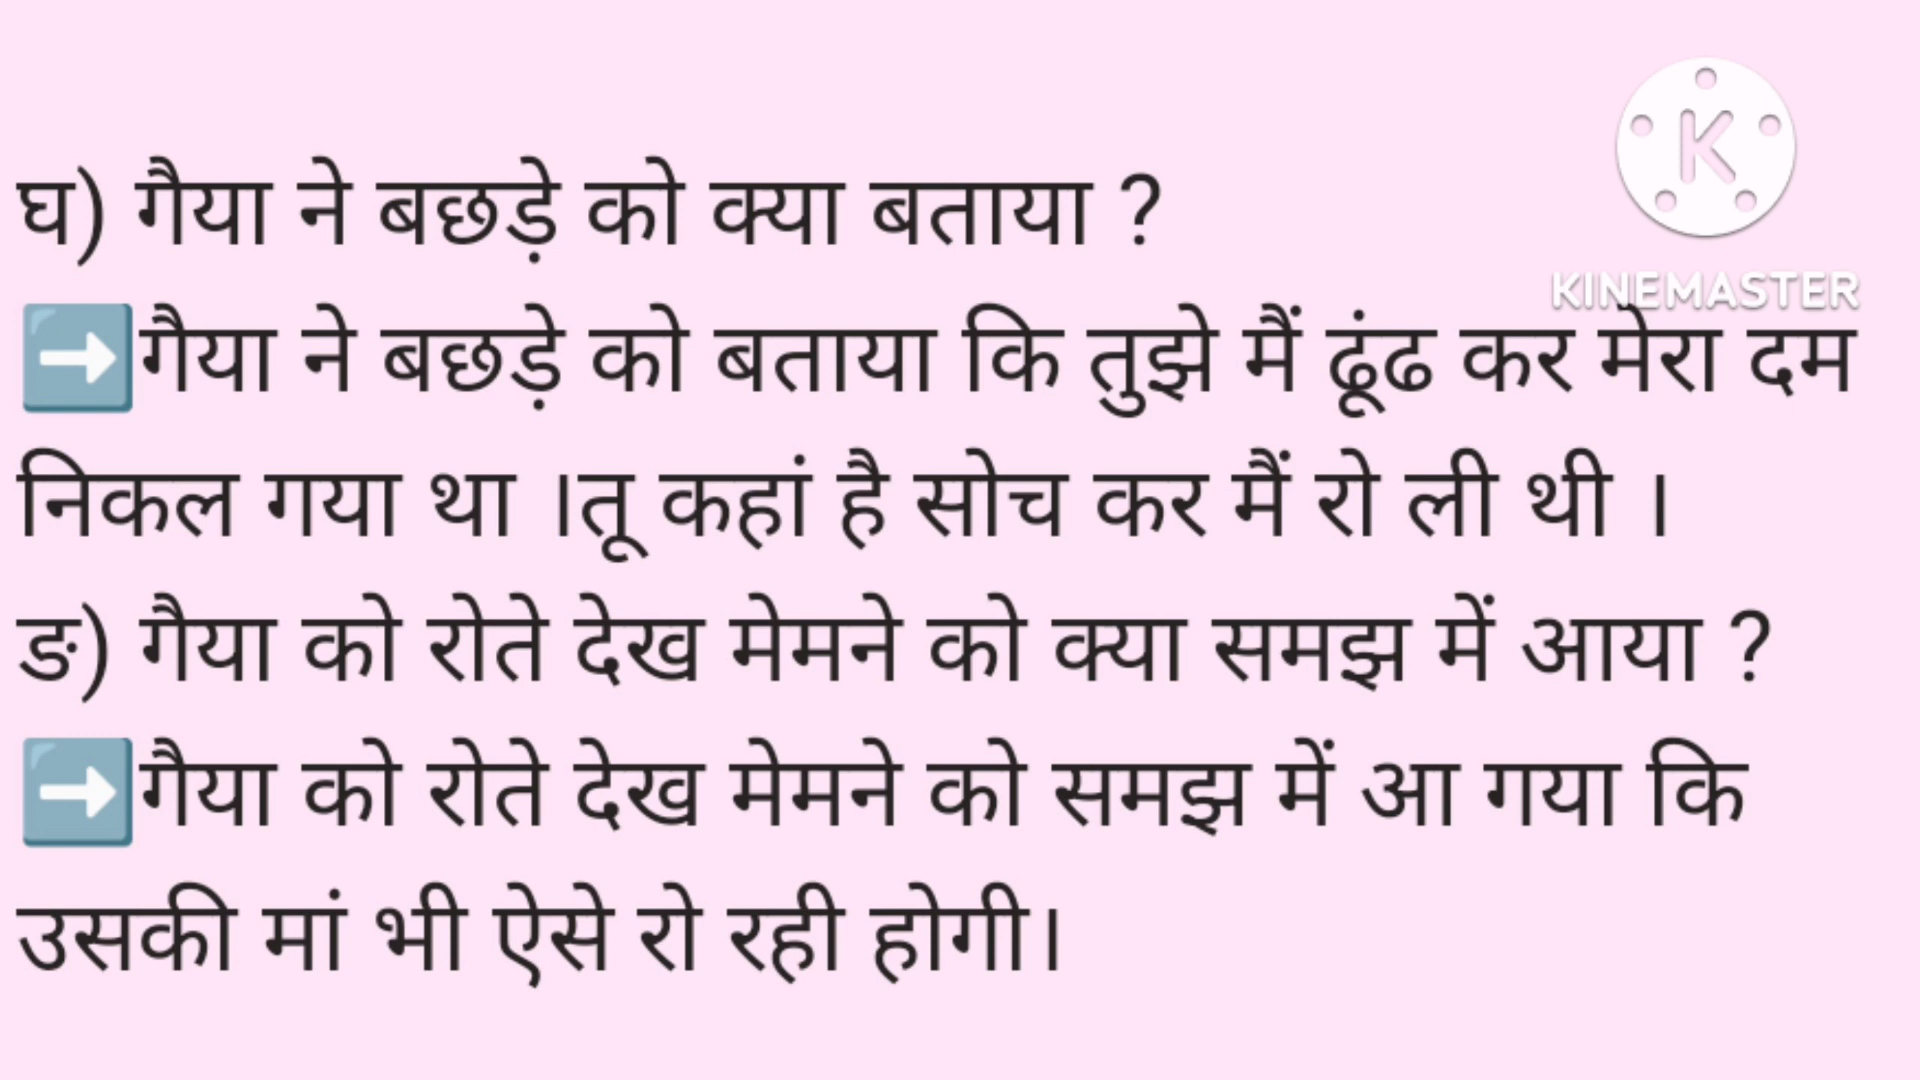 घ) गैया ने बछड़े को क्या बताया ?
➡️गैया ने बछड़े को बताया कि तुझे मैं ढूंढ कर मेरा दम
निकल गया था ।तू कहां है सोच कर मैं रो ली थी ।
ङ) गैया को रोते देख मेमने को क्या समझ में आया ?
➡️गैया को रोते देख मेमने को समझ में आ गया कि
उसकी मां भी ऐसे रो रही होगी।
K
KINEMASTER